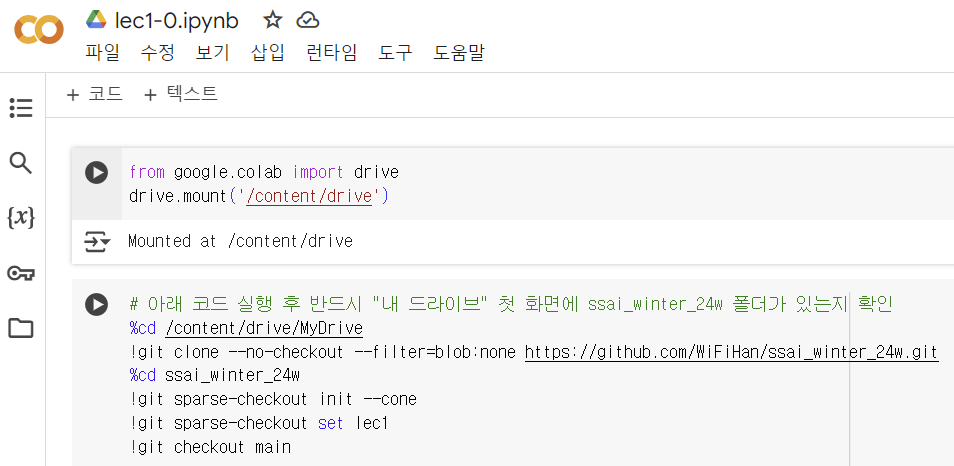 lec1-0.ipynb
파일 수정 보기 삽입 런타임 도구 도움말
+ 코드 + 텍스트
from google.colab import drive
drive.mount('/content/drive')
Mounted at /content/drive
# 아래 코드 실행 후 반드시 "내 드라이브" 첫 화면에 ssai_winter_24w 폴더가 있는지 확인
%cd /content/drive/MyDrive
!git clone --no-checkout --filter=blob:none https://github.com/WiFiHan/ssai_winter_24w.git
%cd ssai_winter_24w
!git sparse-checkout init --cone
!git sparse-checkout set lec1
!git checkout main